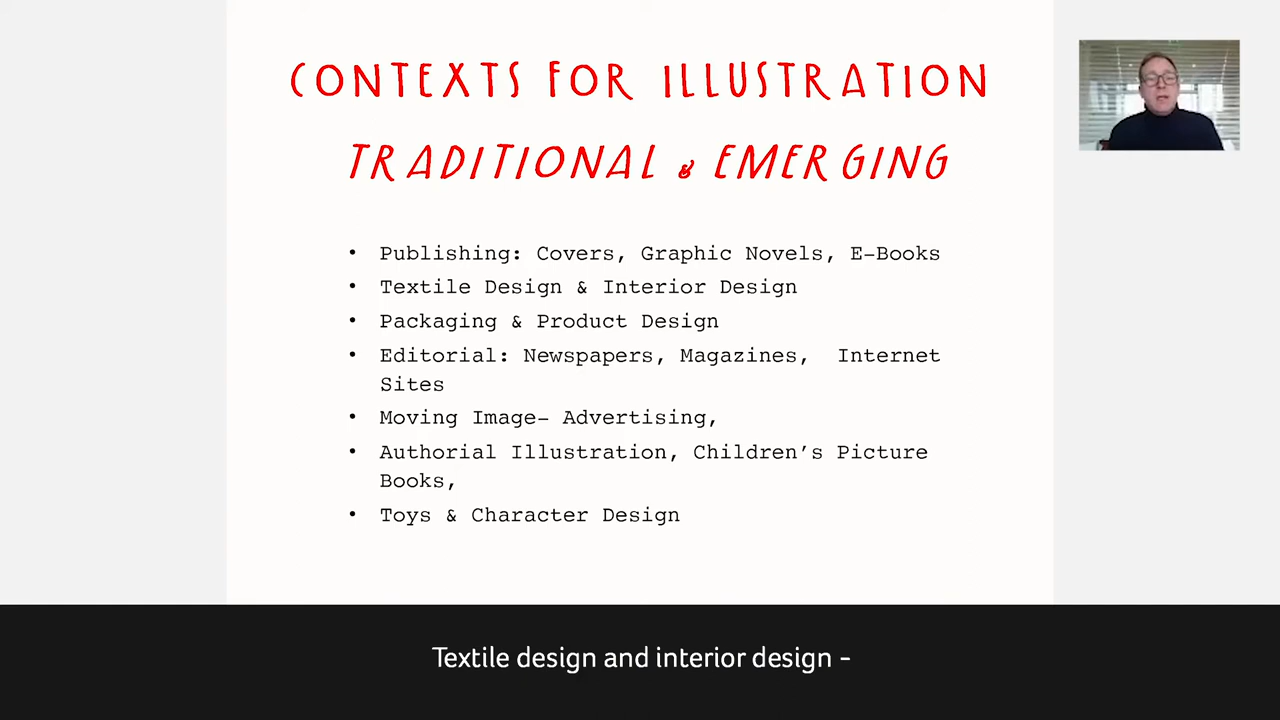 CONTEXTS FOR ILLUSTRATION
TRADITIONAL & EMERGING
• Publishing: Covers, Graphic Novels, E-Books
• Textile Design & Interior Design
• Packaging & Product Design
• Editorial: Newspapers, Magazines,  Internet
Sites
• Moving Image– Advertising,
• Authorial Illustration, Children’s Picture
Books,
• Toys & Character Design
Textile design and interior design -